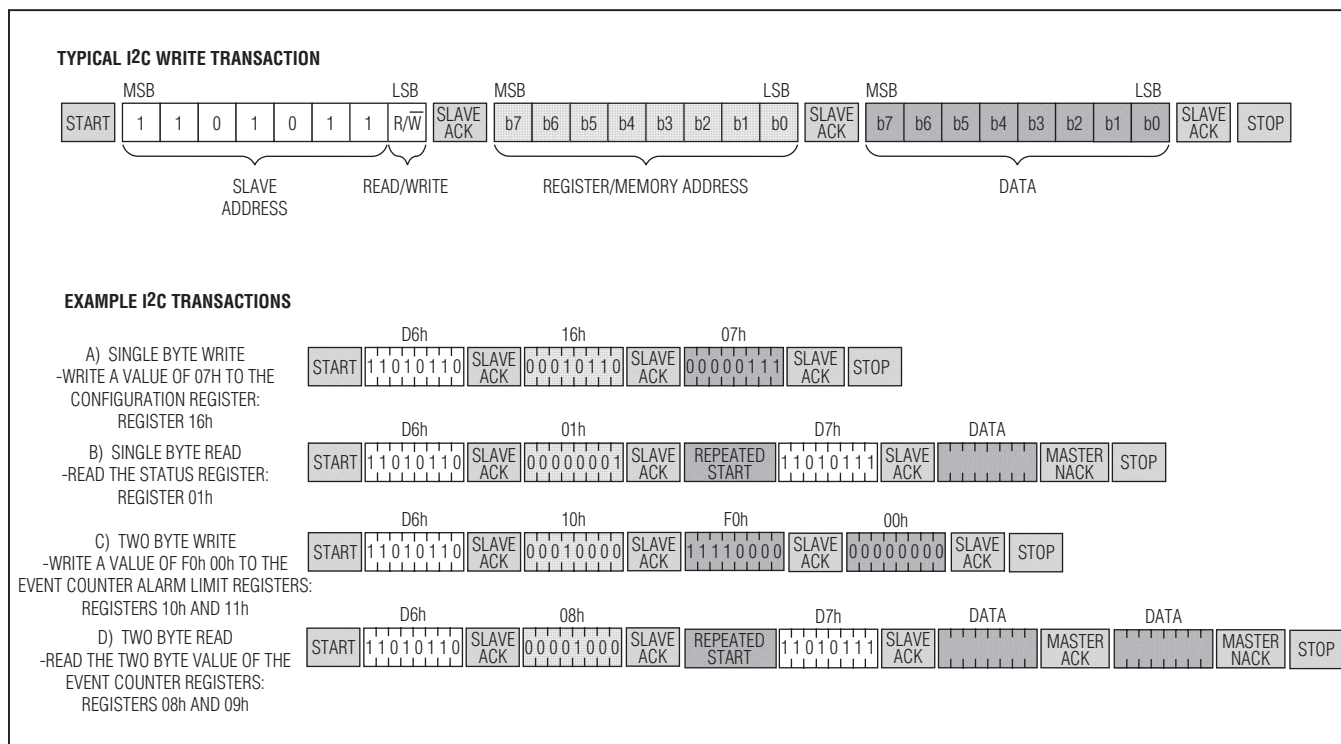 TYPICAL I2C WRITE TRANSACTION
MSB LSB MSB LSB MSB LSB
START 1 1 0 1 0 1 1 R/W̅ SLAVE ACK b7 b6 b5 b4 b3 b2 b1 b0 SLAVE ACK b7 b6 b5 b4 b3 b2 b1 b0 SLAVE ACK STOP
SLAVE ADDRESS READ/WRITE REGISTER/MEMORY ADDRESS DATA
EXAMPLE I2C TRANSACTIONS
A) SINGLE BYTE WRITE
-WRITE A VALUE OF 07H TO THE
CONFIGURATION REGISTER:
REGISTER 16h
D6h 16h 07h
START 11010110 SLAVE ACK 00010110 SLAVE ACK 00000111 SLAVE ACK STOP
B) SINGLE BYTE READ
-READ THE STATUS REGISTER:
REGISTER 01h
D6h 01h D7h DATA
START 11010110 SLAVE ACK 00000001 SLAVE ACK REPEATED START 11010111 SLAVE ACK MASTER NACK STOP
C) TWO BYTE WRITE
-WRITE A VALUE OF F0h 00h TO THE
EVENT COUNTER ALARM LIMIT REGISTERS:
REGISTERS 10h AND 11h
D6h 10h F0h 00h
START 11010110 SLAVE ACK 00010000 SLAVE ACK 11110000 SLAVE ACK 00000000 SLAVE ACK STOP
D) TWO BYTE READ
-READ THE TWO BYTE VALUE OF THE
EVENT COUNTER REGISTERS:
REGISTERS 08h AND 09h
D6h 08h D7h DATA DATA
START 11010110 SLAVE ACK 00001000 SLAVE ACK REPEATED START 11010111 SLAVE ACK MASTER ACK MASTER NACK STOP